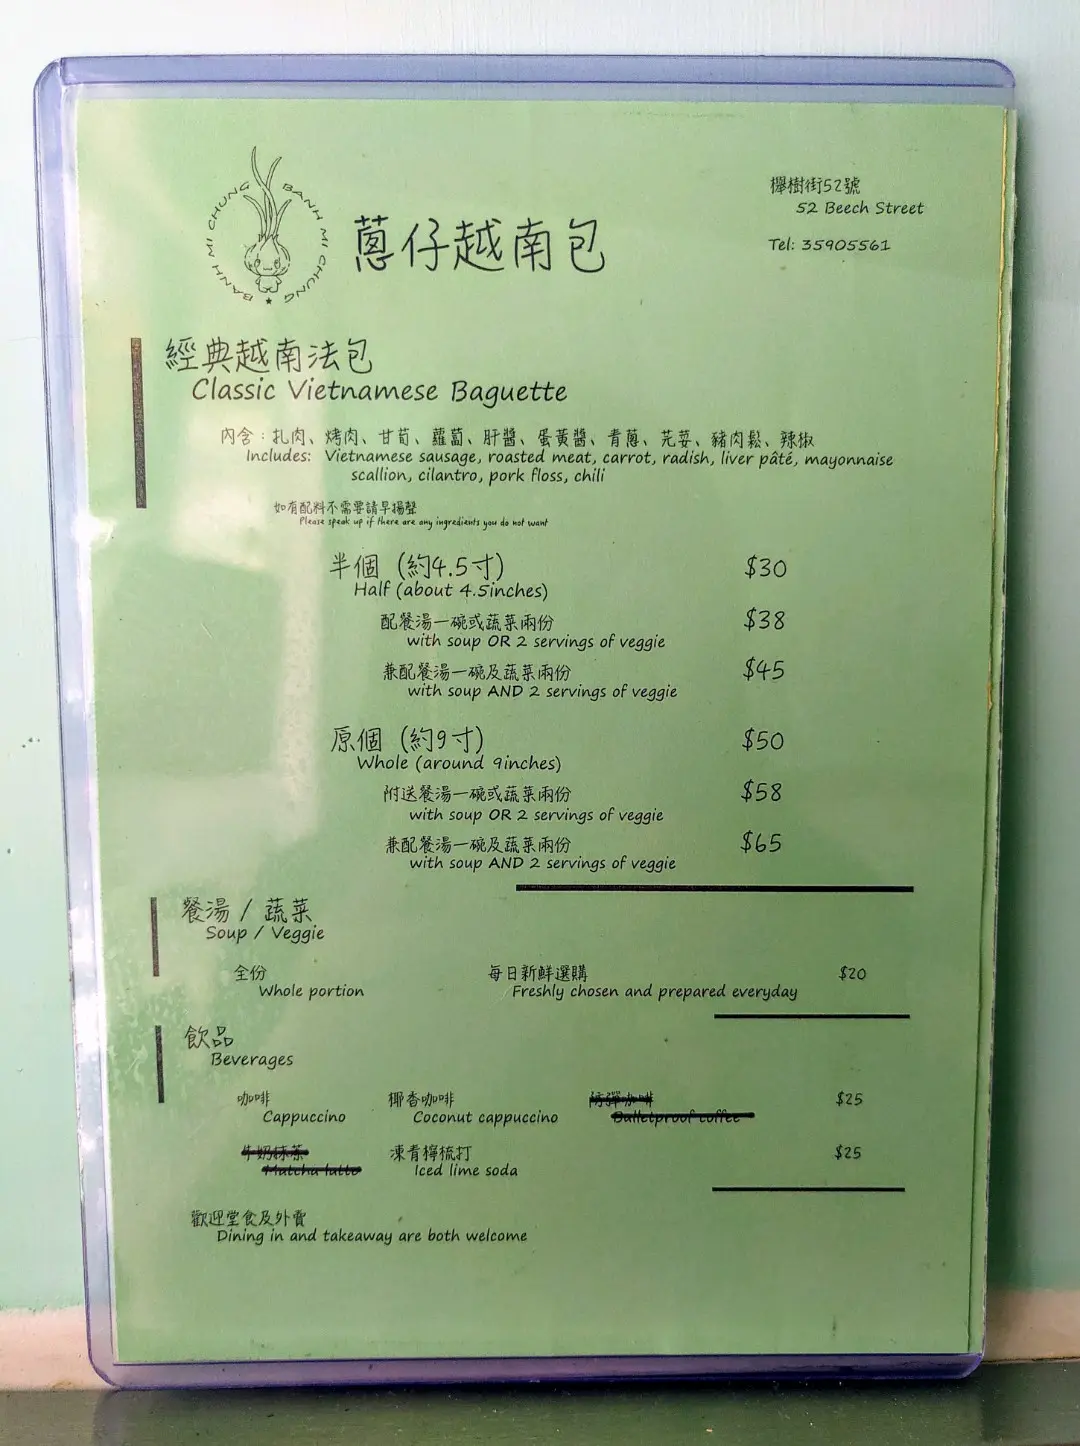 BANH MI CHUNG BANH MI CHUNG BANH
蔥仔越南包
櫸樹街52號
52 Beech Street
Tel: 35905561
經典越南法包
Classic Vietnamese Baguette
內含：扎肉、烤肉、甘荀、蘿蔔、肝醬、蛋黃醬、青蔥、芫荽、豬肉鬆、辣椒
Includes: Vietnamese sausage, roasted meat, carrot, radish, liver pâté, mayonnaise
scallion, cilantro, pork floss, chili
如有配料不需要請早揚聲
Please speak up if there are any ingredients you do not want
半個 (約4.5寸) $30
Half (about 4.5inches)
配餐湯一碗或蔬菜兩份 $38
with soup OR 2 servings of veggie
兼配餐湯一碗及蔬菜兩份 $45
with soup AND 2 servings of veggie
原個 (約9寸) $50
Whole (around 9inches)
附送餐湯一碗或蔬菜兩份 $58
with soup OR 2 servings of veggie
兼配餐湯一碗及蔬菜兩份 $65
with soup AND 2 servings of veggie
餐湯 / 蔬菜
Soup / Veggie
全份 每日新鮮選購 $20
Whole portion Freshly chosen and prepared everyday
飲品
Beverages
咖啡 椰香咖啡 防彈咖啡 $25
Cappuccino Coconut cappuccino Bulletproof coffee
牛奶抹茶 凍青檸梳打 $25
Matcha latte Iced lime soda
歡迎堂食及外賣
Dining in and takeaway are both welcome